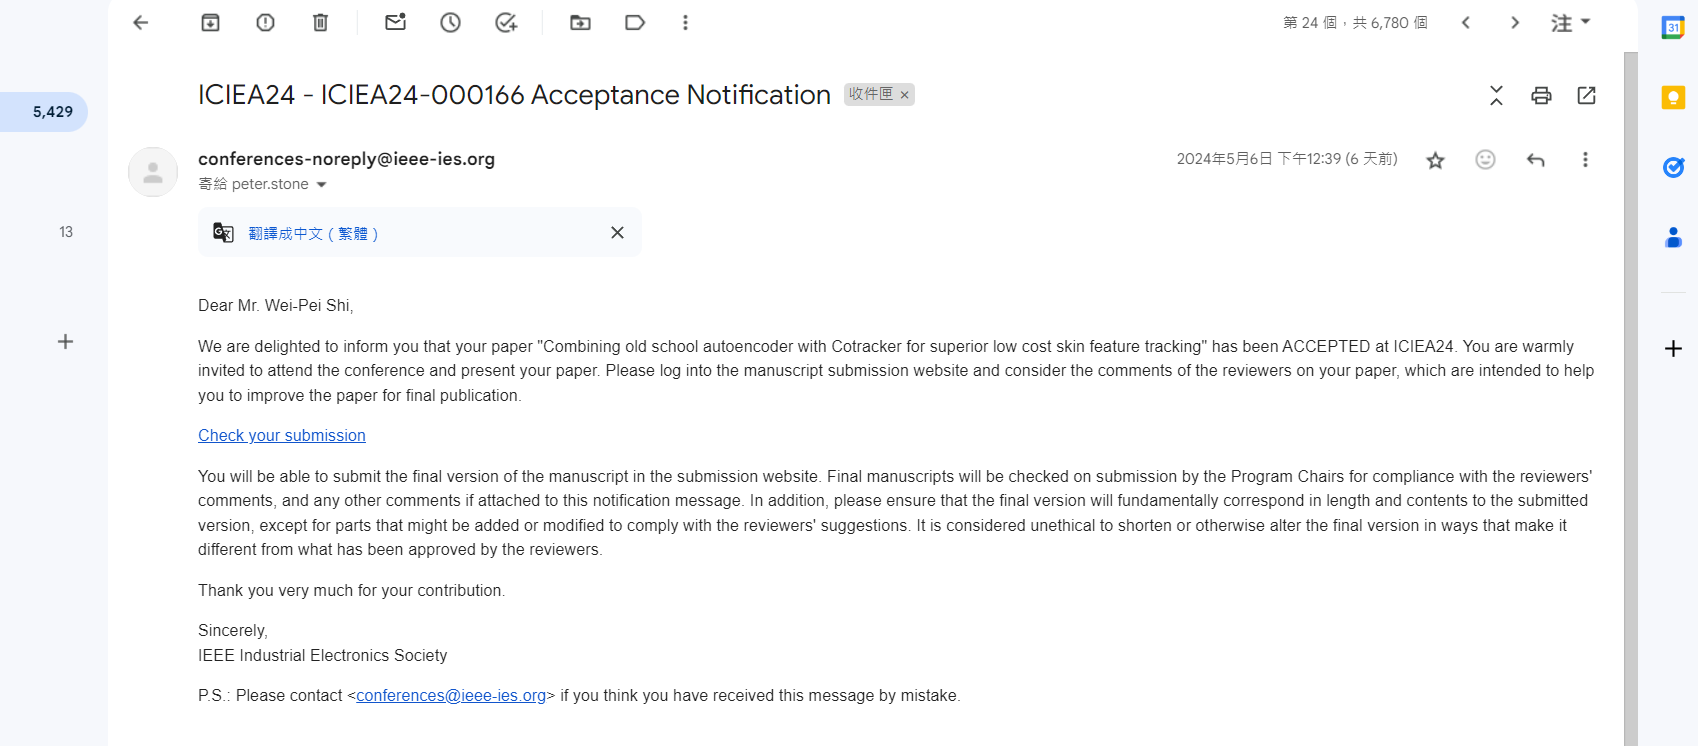 第 24 個，共 6,780 個
注
31
5,429
ICIEA24 - ICIEA24-000166 Acceptance Notification 收件匣 ×
conferences-noreply@ieee-ies.org
2024年5月6日 下午12:39 (6 天前)
寄給 peter.stone
13
翻譯成中文 ( 繁體 )
Dear Mr. Wei-Pei Shi,
We are delighted to inform you that your paper "Combining old school autoencoder with Cotracker for superior low cost skin feature tracking" has been ACCEPTED at ICIEA24. You are warmly
invited to attend the conference and present your paper. Please log into the manuscript submission website and consider the comments of the reviewers on your paper, which are intended to help
you to improve the paper for final publication.
Check your submission
You will be able to submit the final version of the manuscript in the submission website. Final manuscripts will be checked on submission by the Program Chairs for compliance with the reviewers'
comments, and any other comments if attached to this notification message. In addition, please ensure that the final version will fundamentally correspond in length and contents to the submitted
version, except for parts that might be added or modified to comply with the reviewers' suggestions. It is considered unethical to shorten or otherwise alter the final version in ways that make it
different from what has been approved by the reviewers.
Thank you very much for your contribution.
Sincerely,
IEEE Industrial Electronics Society
P.S.: Please contact <conferences@ieee-ies.org> if you think you have received this message by mistake.